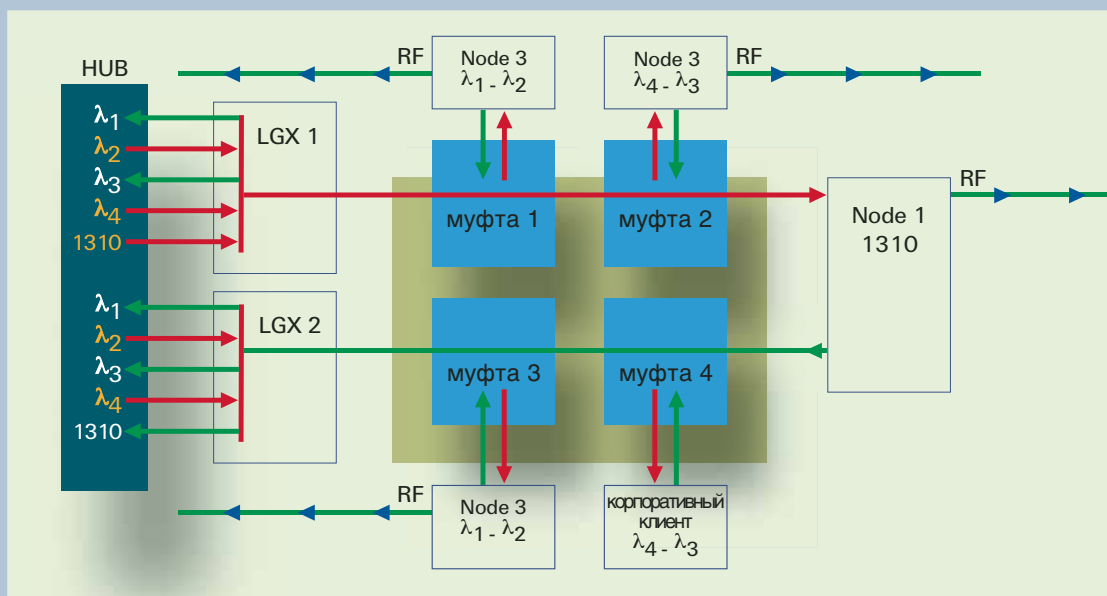 HUB
λ1
λ2
λ3
λ4
1310
LGX 1
RF
Node 3
λ1 - λ2
Node 3
λ4 - λ3
RF
муфта 1
муфта 2
Node 1
1310
RF
λ1
λ2
λ3
λ4
1310
LGX 2
муфта 3
муфта 4
RF
Node 3
λ1 - λ2
корпоративный
клиент
λ4 - λ3